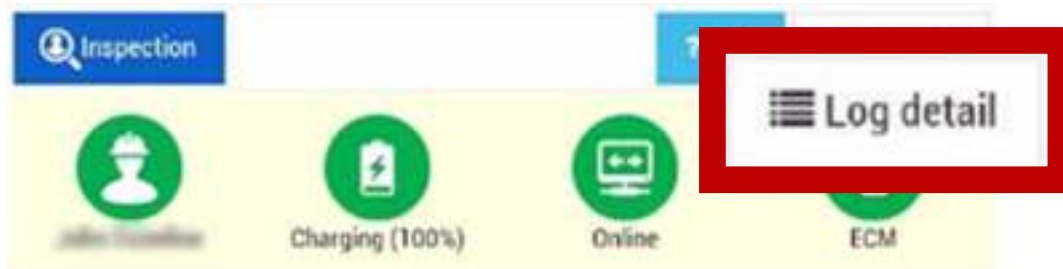 Inspection
?
Log detail
Charging (100%)
Online
ECM